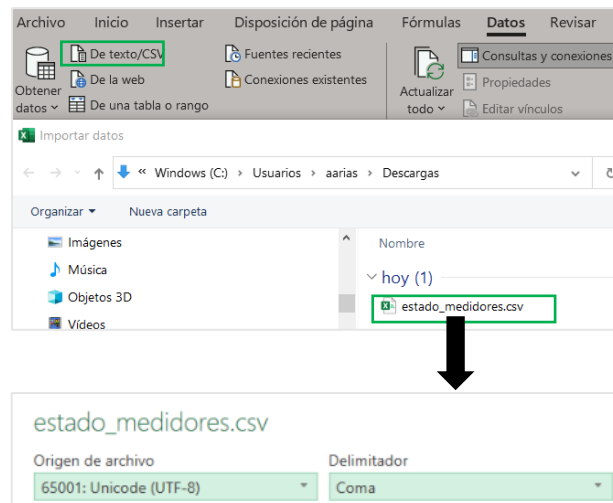 Archivo Inicio Insertar Disposición de página Fórmulas Datos Revisar
De texto/CSV Fuentes recientes Consultas y conexiones
Obtener datos De la web Conexiones existentes Actualizar todo Propiedades
De una tabla o rango Editar vínculos
Importar datos
« Windows (C:) › Usuarios › aarias › Descargas
Organizar Nueva carpeta
Imágenes Nombre
Música hoy (1)
Objetos 3D estado_medidores.csv
Vídeos
estado_medidores.csv
Origen de archivo Delimitador
65001: Unicode (UTF-8) Coma